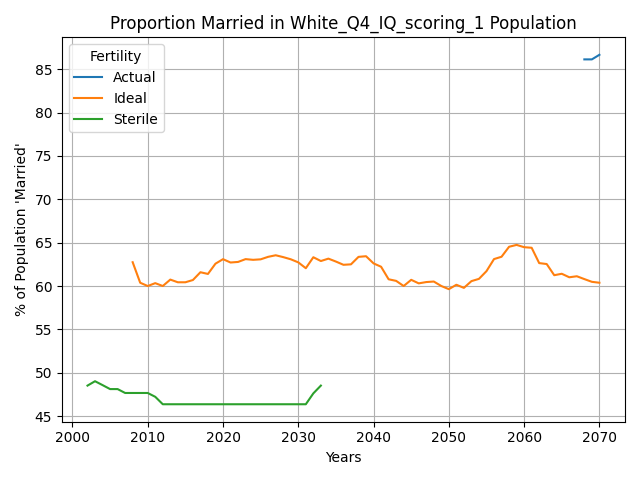 Proportion Married in White_Q4_IQ_scoring_1 Population
% of Population 'Married'
85
80
75
70
65
60
55
50
45
Fertility
Actual
Ideal
Sterile
2000 2010 2020 2030 2040 2050 2060 2070
Years